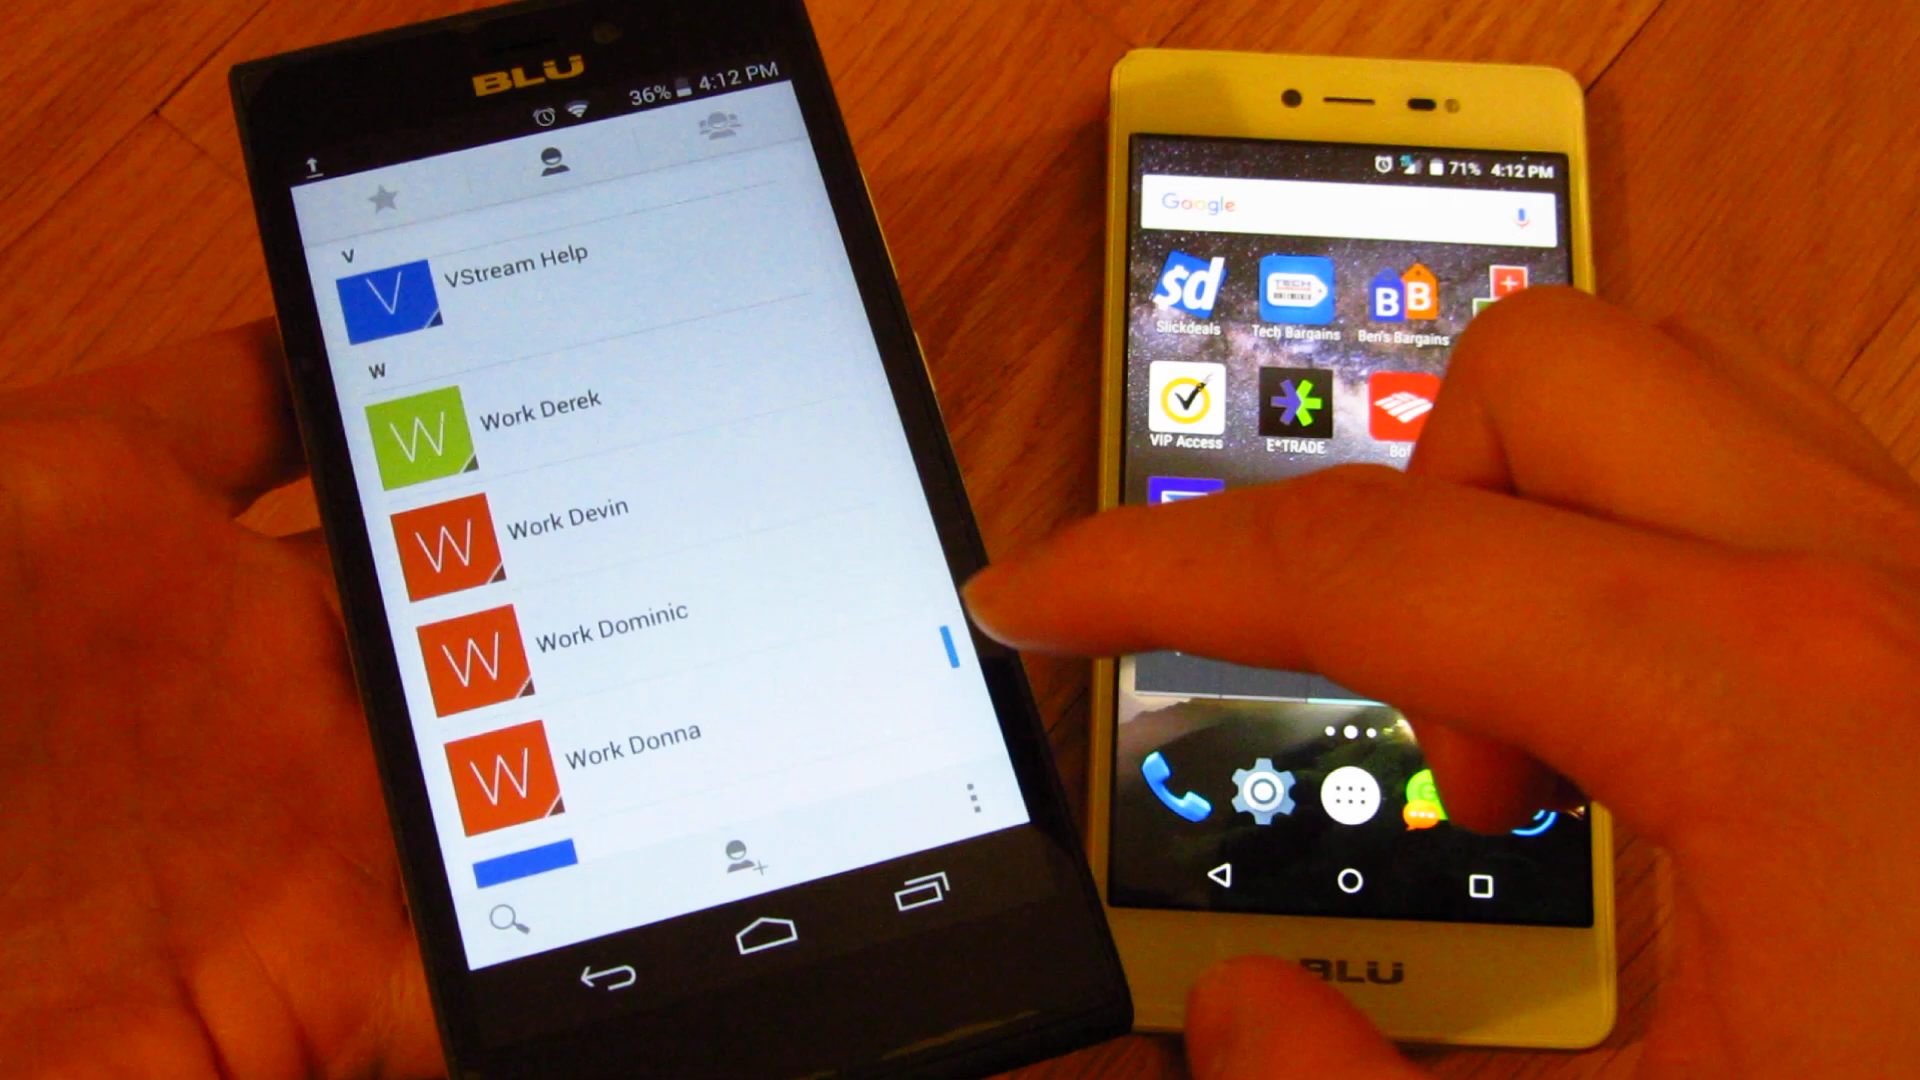 BLU
36% 4:12 PM
V
V
VStream Help
W
W
Work Derek
W
Work Devin
W
Work Dominic
W
Work Donna
71% 4:12 PM
Google
$d
TECH
B B
Slickdeals
Tech Bargains
Ben's Bargains
VIP Access
E*TRADE
BLU